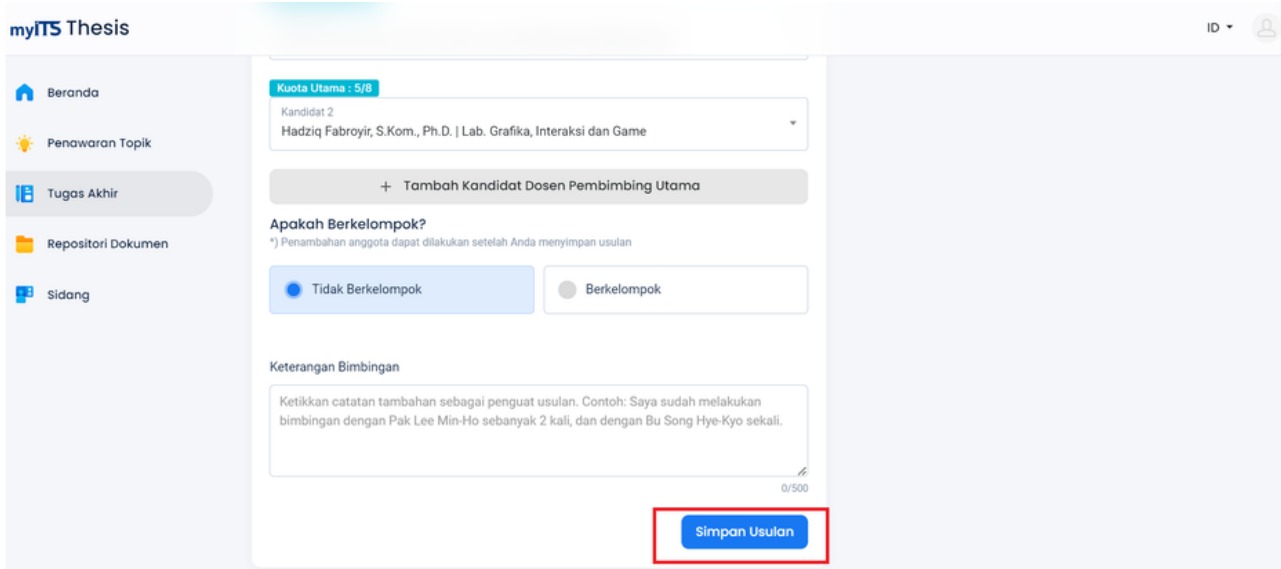 myITS Thesis
ID
Beranda
Penawaran Topik
Tugas Akhir
Repositori Dokumen
Sidang
Kuota Utama : 5/8
Kandidat 2
Hadziq Fabroyir, S.Kom., Ph.D. | Lab. Grafika, Interaksi dan Game
+ Tambah Kandidat Dosen Pembimbing Utama
Apakah Berkelompok?
*) Penambahan anggota dapat dilakukan setelah Anda menyimpan usulan
Tidak Berkelompok
Berkelompok
Keterangan Bimbingan
Ketikkan catatan tambahan sebagai penguat usulan. Contoh: Saya sudah melakukan
bimbingan dengan Pak Lee Min-Ho sebanyak 2 kali, dan dengan Bu Song Hye-Kyo sekali.
0/500
Simpan Usulan